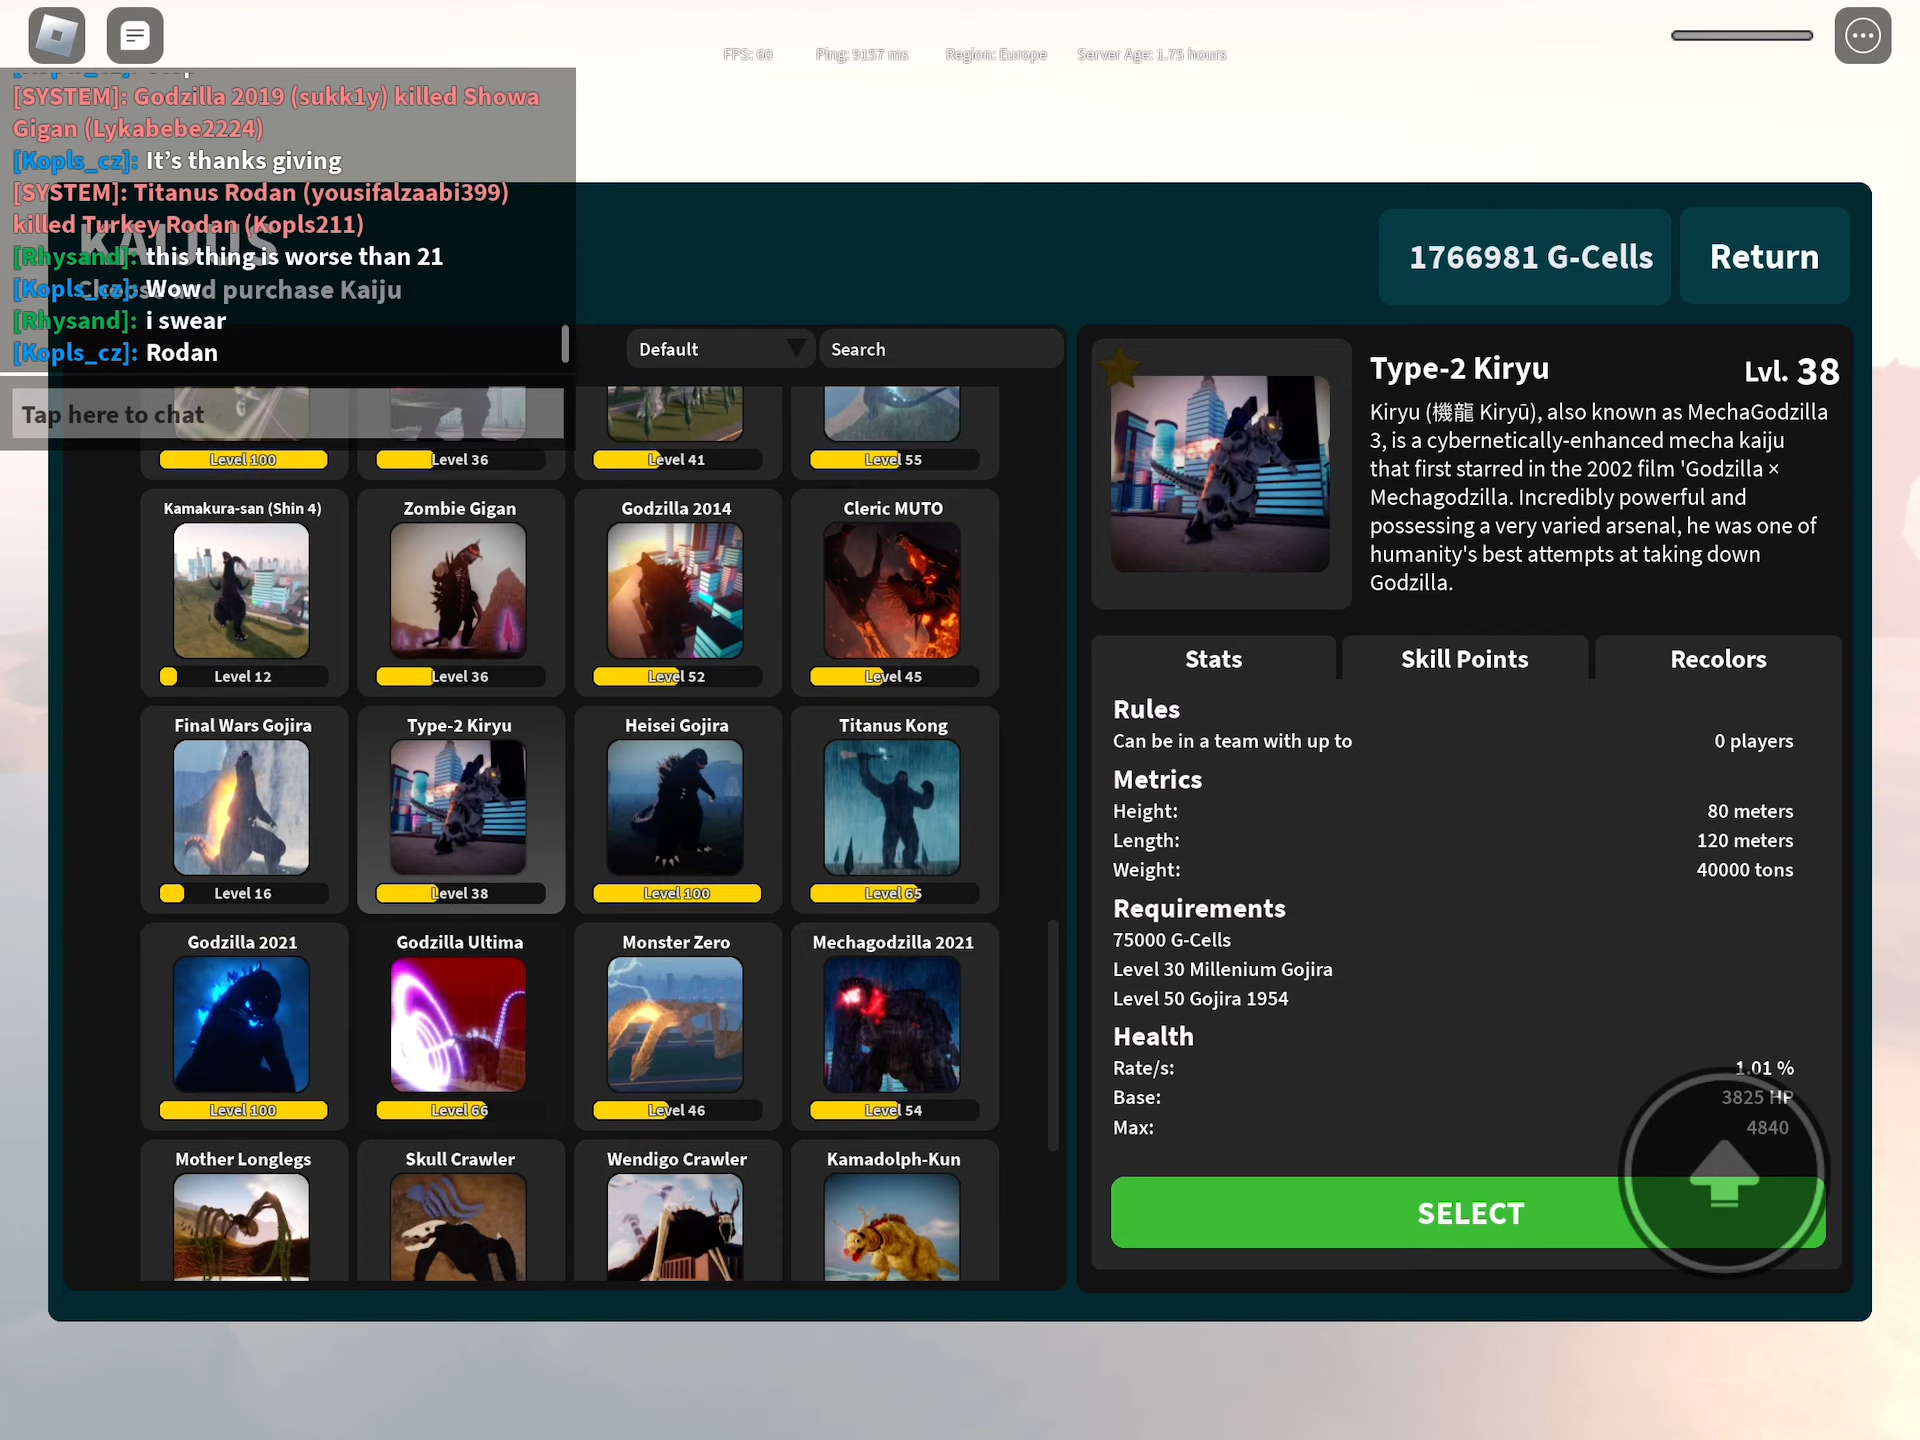 FPS: 60 Ping: 9157 ms Region: Europe Server Age: 1.75 hours
[SYSTEM]: Godzilla 2019 (sukk1y) killed Showa
Gigan (Lykabebe2224)
[Kopls_cz]: It's thanks giving
[SYSTEM]: Titanus Rodan (yousifalzaabi399)
killed Turkey Rodan (Kopls211)
[Rhysand]: this thing is worse than 21
[Kopls_cz]: Wow
[Rhysand]: i swear
[Kopls_cz]: Rodan
Tap here to chat
KAIJUS
and purchase Kaiju
1766981 G-Cells
Return
Default
Search
Level 100
Level 36
Level 41
Level 55
Kamakura-san (Shin 4)
Level 12
Zombie Gigan
Level 36
Godzilla 2014
Level 52
Cleric MUTO
Level 45
Final Wars Gojira
Level 16
Type-2 Kiryu
Level 38
Heisei Gojira
Level 100
Titanus Kong
Level 65
Godzilla 2021
Level 100
Godzilla Ultima
Level 66
Monster Zero
Level 46
Mechagodzilla 2021
Level 54
Mother Longlegs
Skull Crawler
Wendigo Crawler
Kamadolph-Kun
Type-2 Kiryu
Lvl. 38
Kiryu (機龍 Kiryū), also known as MechaGodzilla
3, is a cybernetically-enhanced mecha kaiju
that first starred in the 2002 film 'Godzilla ×
Mechagodzilla. Incredibly powerful and
possessing a very varied arsenal, he was one of
humanity's best attempts at taking down
Godzilla.
Stats
Skill Points
Recolors
Rules
Can be in a team with up to 0 players
Metrics
Height: 80 meters
Length: 120 meters
Weight: 40000 tons
Requirements
75000 G-Cells
Level 30 Millenium Gojira
Level 50 Gojira 1954
Health
Rate/s: 1.01 %
Base: 3825 HP
Max: 4840
SELECT